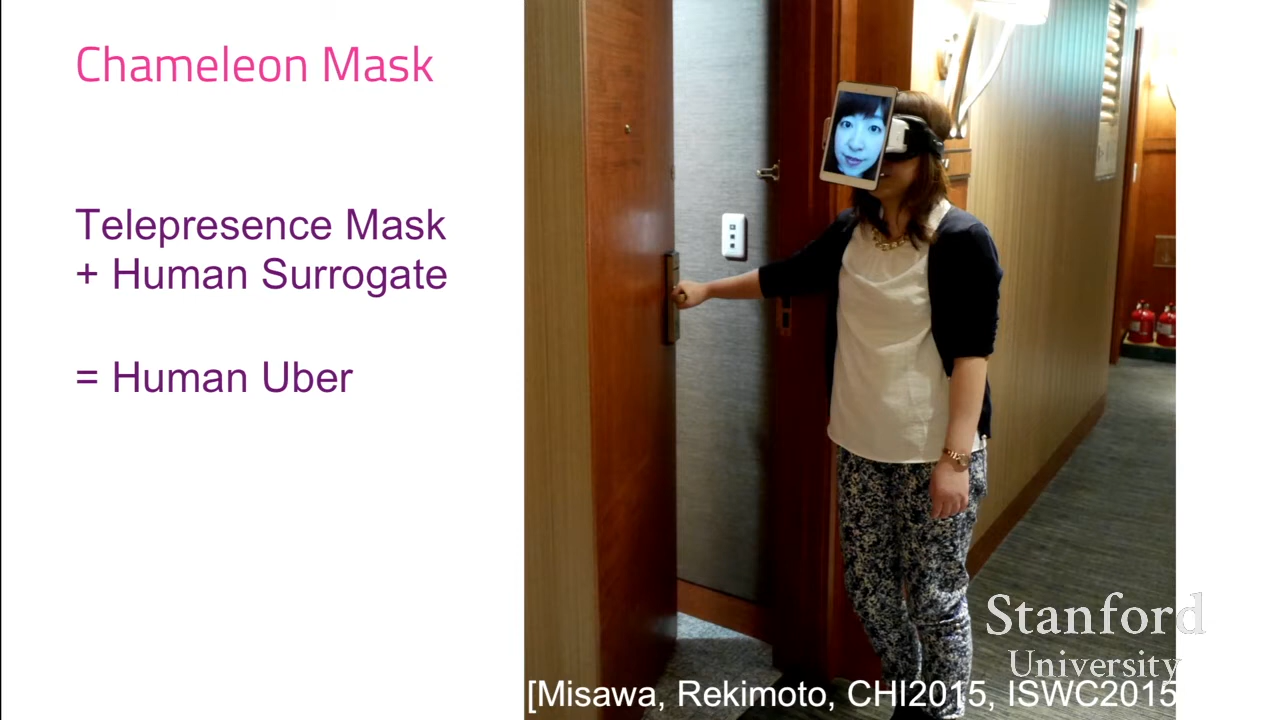 Chameleon Mask
Telepresence Mask
+ Human Surrogate
= Human Uber
Stanford
University
[Misawa, Rekimoto, CHI2015, ISWC2015